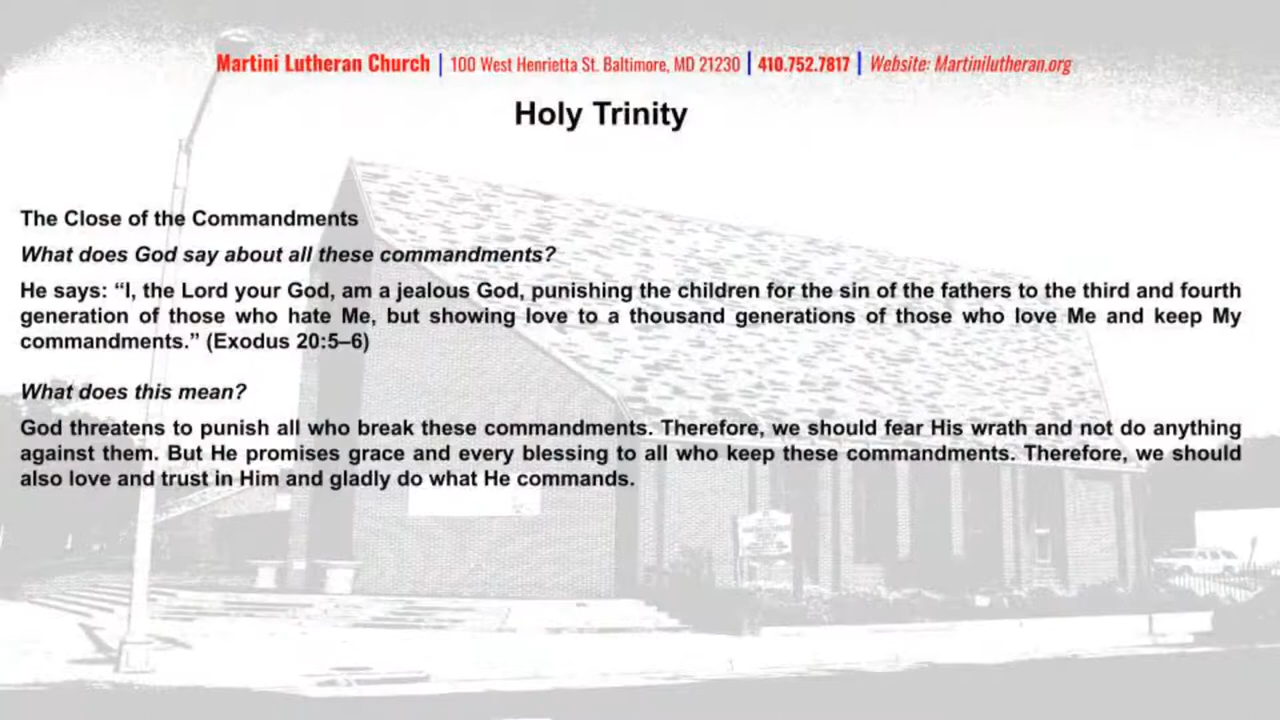 Martini Lutheran Church | 100 West Henrietta St. Baltimore, MD 21230 | 410.752.7817 | Website: Martinilutheran.org
Holy Trinity
The Close of the Commandments
What does God say about all these commandments?
He says: “I, the Lord your God, am a jealous God, punishing the children for the sin of the fathers to the third and fourth
generation of those who hate Me, but showing love to a thousand generations of those who love Me and keep My
commandments.” (Exodus 20:5–6)
What does this mean?
God threatens to punish all who break these commandments. Therefore, we should fear His wrath and not do anything
against them. But He promises grace and every blessing to all who keep these commandments. Therefore, we should
also love and trust in Him and gladly do what He commands.